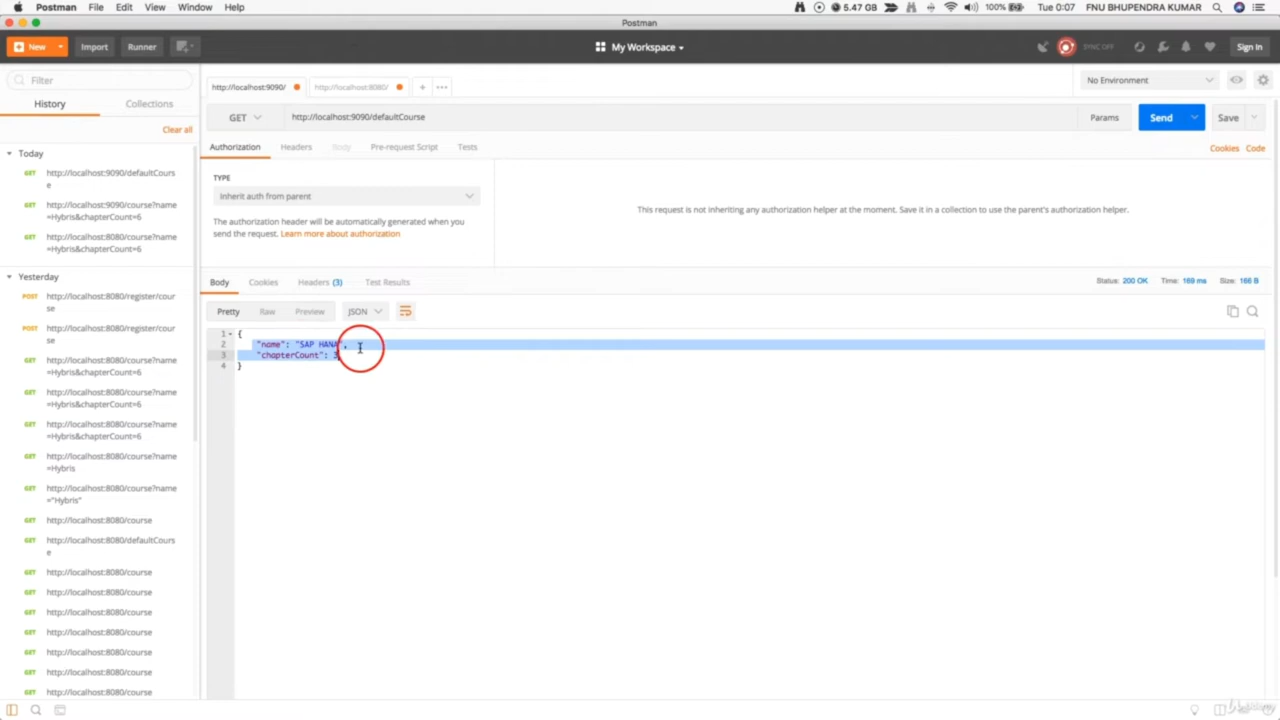 Postman File Edit View Window Help 5.47 GB 100% Tue 0:07 FNU BHUPENDRA KUMAR
Postman
New Import Runner My Workspace SYNC OFF Sign In
Filter
History Collections
Clear all
Today
GET http://localhost:9090/defaultCours
e
GET http://localhost:9090/course?name
=Hybris&chapterCount=6
GET http://localhost:8080/course?name
=Hybris&chapterCount=6
Yesterday
POST http://localhost:8080/register/cour
se
POST http://localhost:8080/register/cour
se
GET http://localhost:8080/course?name
=Hybris&chapterCount=6
GET http://localhost:8080/course?name
=Hybris&chapterCount=6
GET http://localhost:8080/course?name
=Hybris&chapterCount=6
GET http://localhost:8080/course?name
=Hybris
GET http://localhost:8080/course?name
="Hybris"
GET http://localhost:8080/course
GET http://localhost:8080/defaultCours
e
GET http://localhost:8080/course
GET http://localhost:8080/course
GET http://localhost:8080/course
GET http://localhost:8080/course
GET http://localhost:8080/course
GET http://localhost:8080/course
GET http://localhost:8080/course
http://localhost:9090/ http://localhost:8080/ + ••• No Environment
GET http://localhost:9090/defaultCourse Params Send Save
Authorization Headers Body Pre-request Script Tests Cookies Code
TYPE
Inherit auth from parent
The authorization header will be automatically generated when you
send the request. Learn more about authorization
This request is not inheriting any authorization helper at the moment. Save it in a collection to use the parent's authorization helper.
Body Cookies Headers (3) Test Results Status: 200 OK Time: 169 ms Size: 166 B
Pretty Raw Preview JSON
1 {
2 "name": "SAP HANA",
3 "chapterCount": 3
4 }